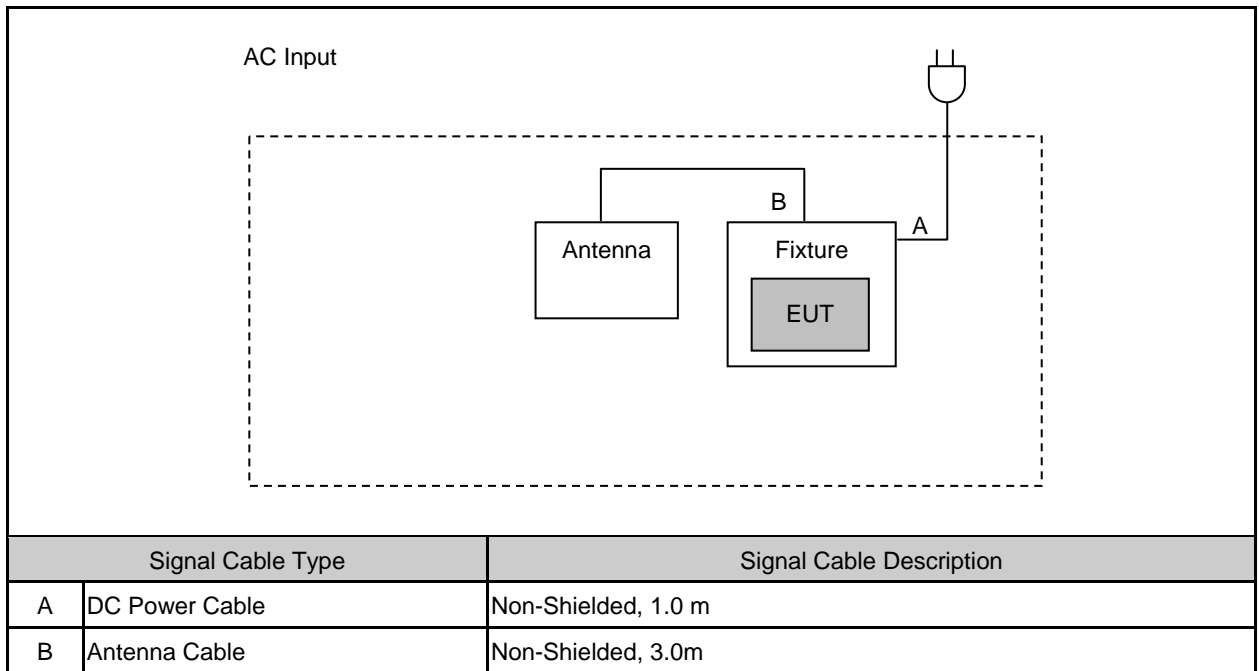 AC Input
B
A
Antenna
Fixture
EUT
Signal Cable Type Signal Cable Description
A DC Power Cable Non-Shielded, 1.0 m
B Antenna Cable Non-Shielded, 3.0m